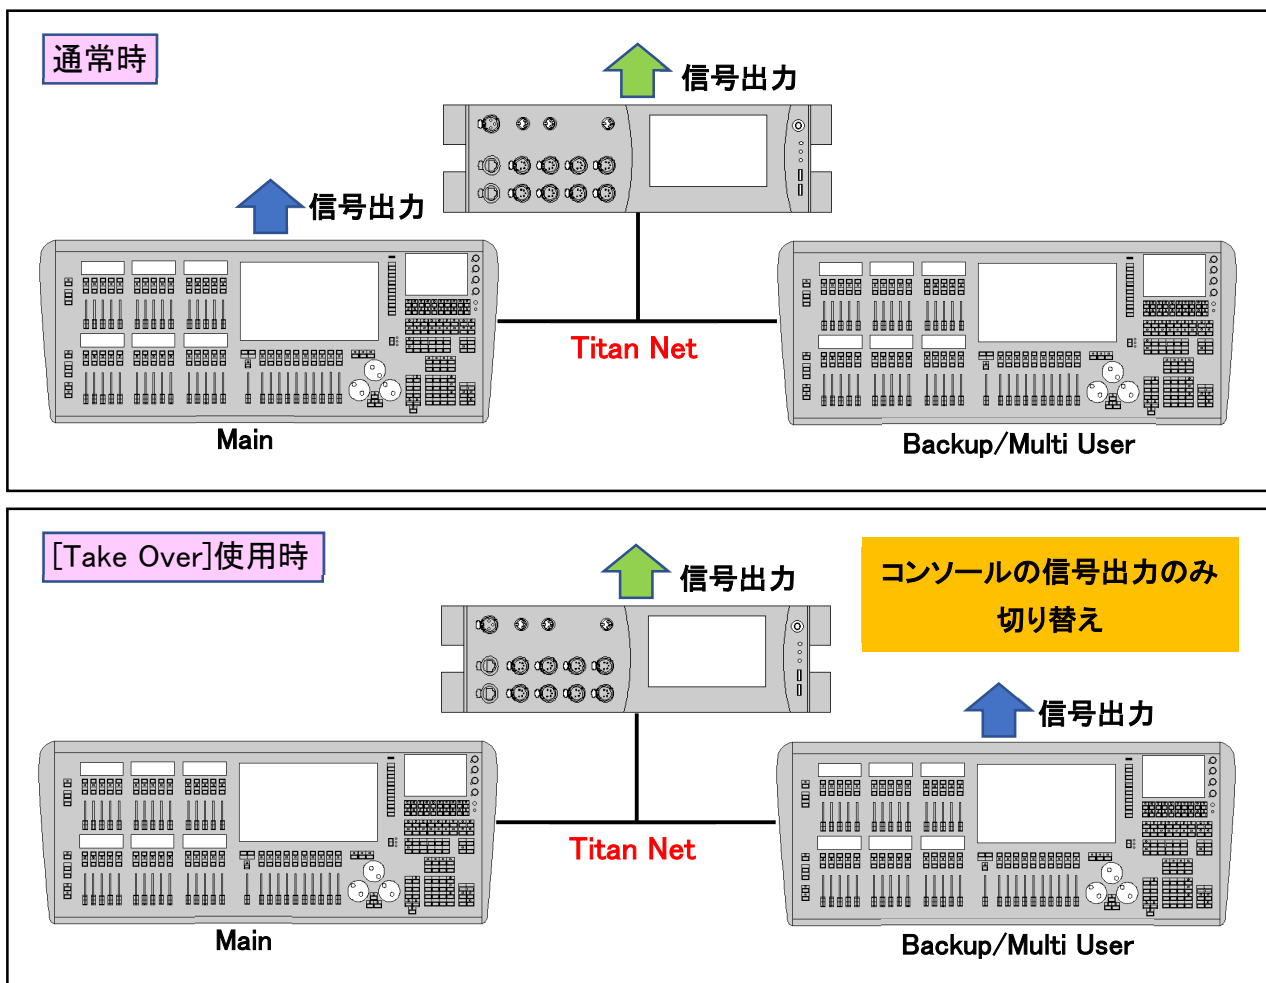 通常時
信号出力
信号出力
Titan Net
Main
Backup/Multi User
[Take Over]使用時
信号出力
コンソールの信号出力のみ
切り替え
信号出力
Titan Net
Main
Backup/Multi User